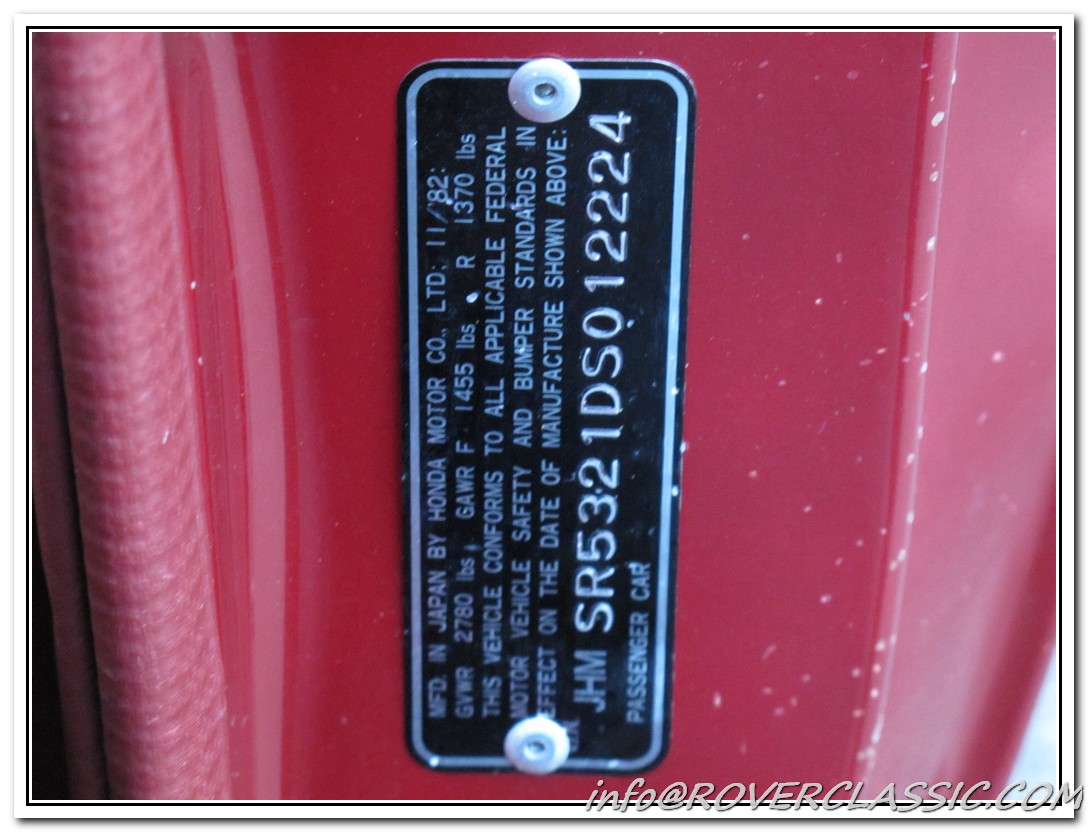 MFD. IN JAPAN BY HONDA MOTOR CO., LTD: 11/82:
GVWR 2780 lbs, GAWR F 1455 lbs. R 1370 lbs
THIS VEHICLE CONFORMS TO ALL APPLICABLE FEDERAL
MOTOR VEHICLE SAFETY AND BUMPER STANDARDS IN
EFFECT ON THE DATE OF MANUFACTURE SHOWN ABOVE:
JHM SR5321DS012224
PASSENGER CAR
info@ROVERCLASSIC.COM